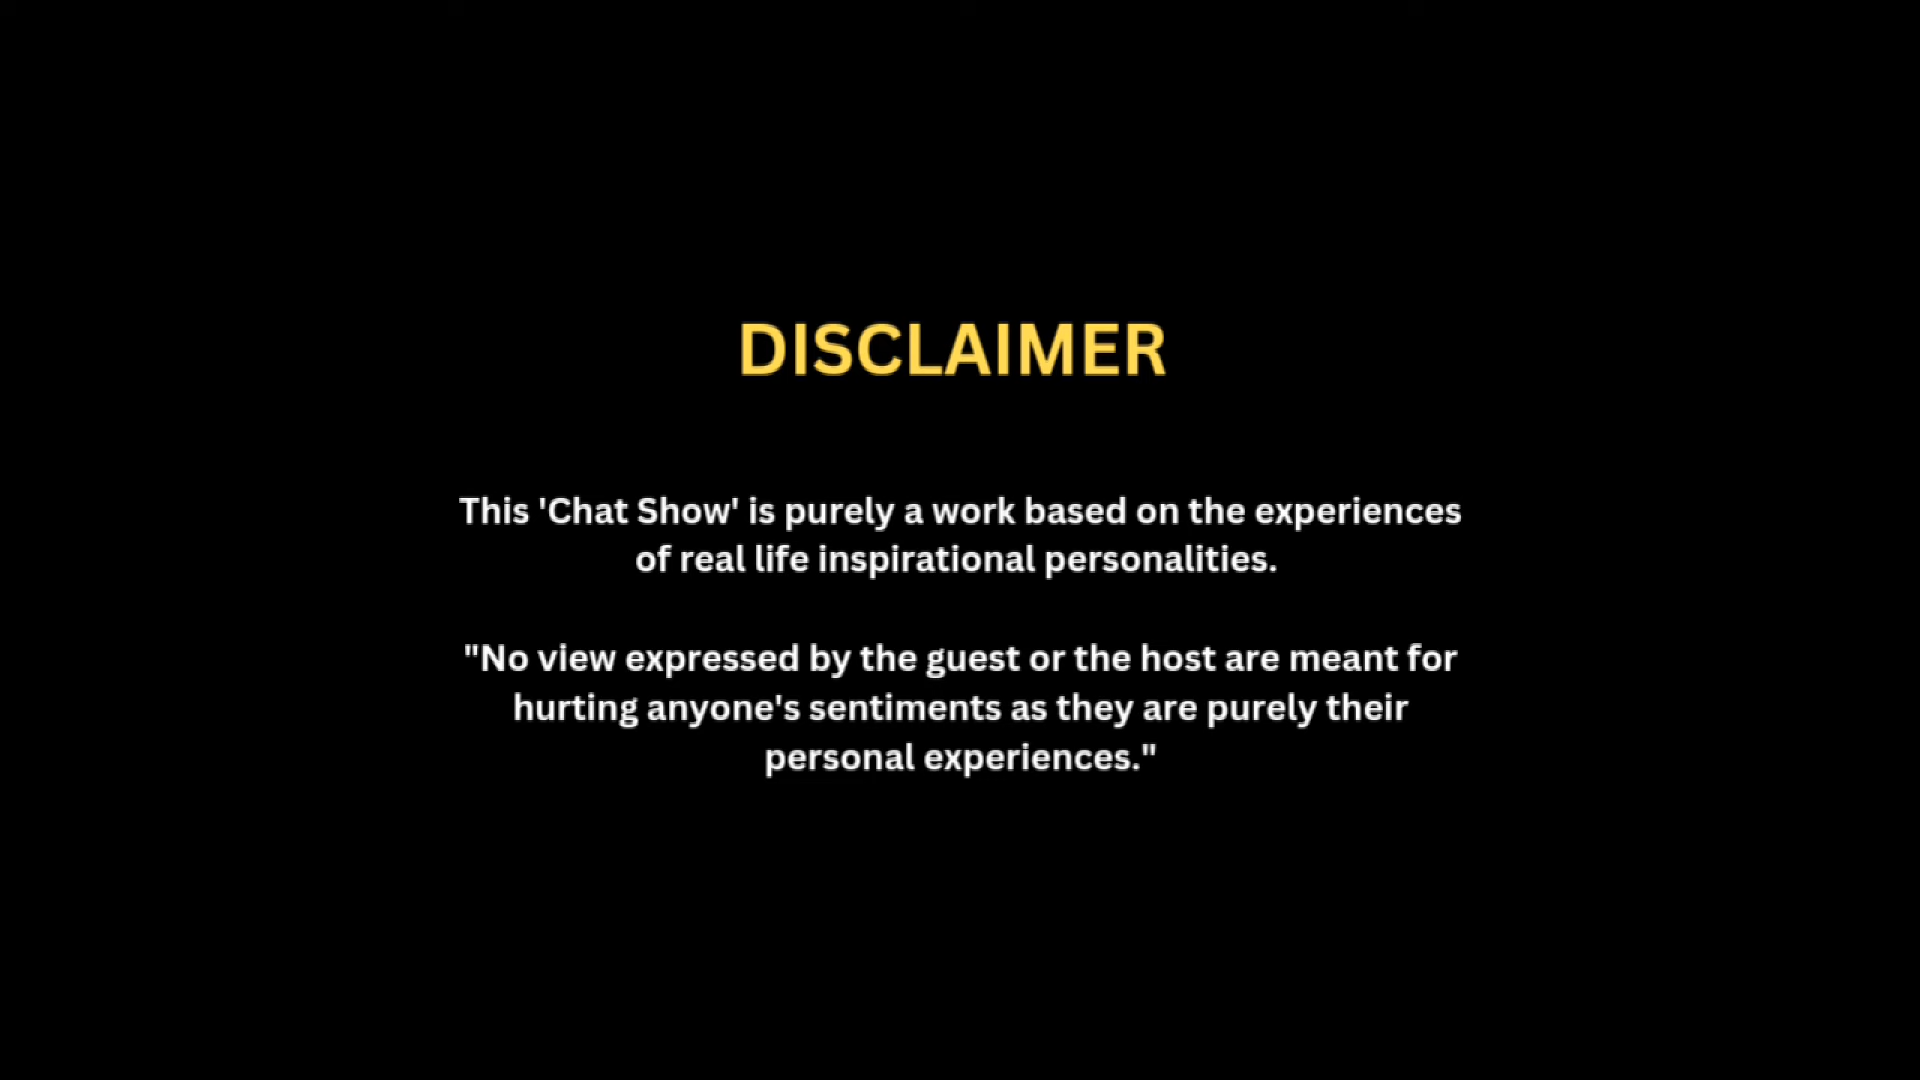 DISCLAIMER
This 'Chat Show' is purely a work based on the experiences
of real life inspirational personalities.
"No view expressed by the guest or the host are meant for
hurting anyone's sentiments as they are purely their
personal experiences."